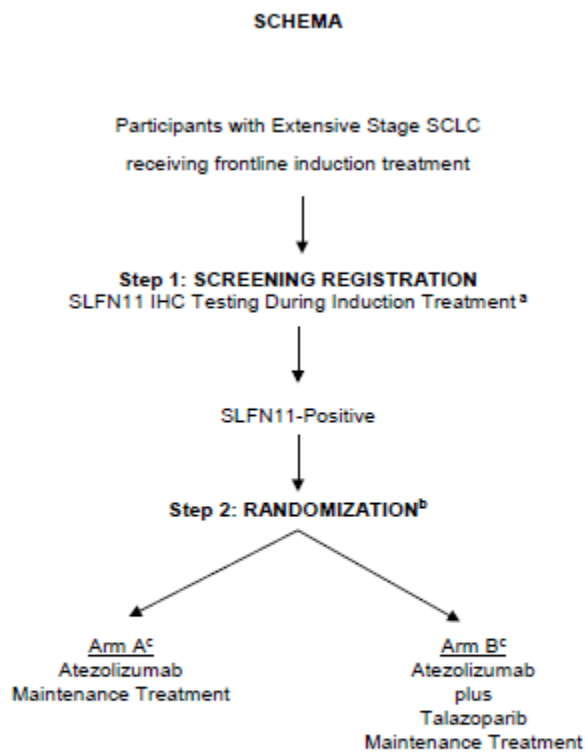 SCHEMA
Participants with Extensive Stage SCLC
receiving frontline induction treatment
Step 1: SCREENING REGISTRATION
SLFN11 IHC Testing During Induction Treatment a
SLFN11-Positive
Step 2: RANDOMIZATION b
Arm A c
Atezolizumab
Maintenance Treatment
Arm B c
Atezolizumab
plus
Talazoparib
Maintenance Treatment